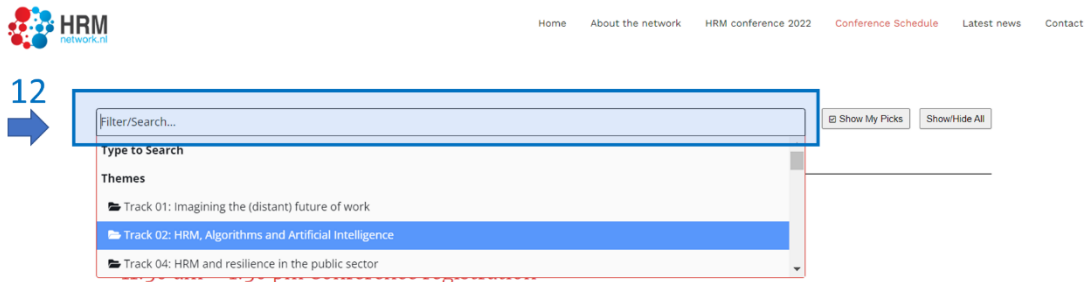 HRM
network.nl
Home About the network HRM conference 2022 Conference Schedule Latest news Contact
12
Filter/Search...
☑ Show My Picks Show/Hide All
Type to Search
Themes
Track 01: Imagining the (distant) future of work
Track 02: HRM, Algorithms and Artificial Intelligence
Track 04: HRM and resilience in the public sector